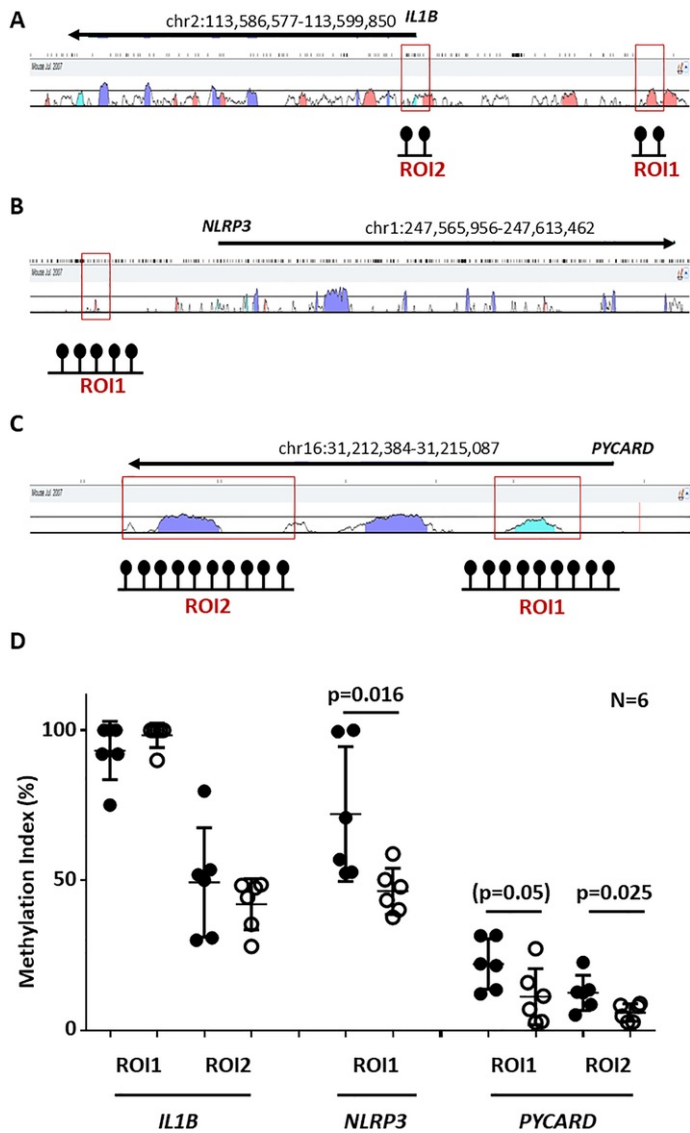 A
chr2:113,586,577-113,599,850 IL1B
Mouse Jul. 2007
ROI2 ROI1
B
NLRP3 chr1:247,565,956-247,613,462
Mouse Jul. 2007
ROI1
C
chr16:31,212,384-31,215,087 PYCARD
Mouse Jul. 2007
ROI2 ROI1
D
p=0.016 N=6
(p=0.05) p=0.025
Methylation Index (%)
100
50
0
ROI1 ROI2 ROI1 ROI1 ROI2
IL1B NLRP3 PYCARD